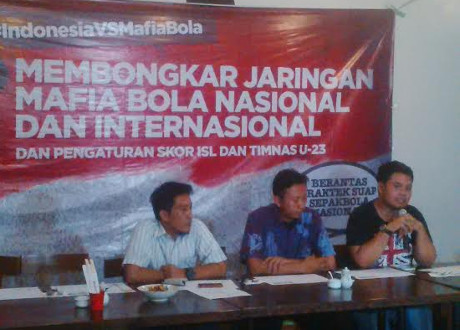 #IndonesiaVSMafiaBola
MEMBONGKAR JARINGAN
MAFIA BOLA NASIONAL
DAN INTERNASIONAL
DAN PENGATURAN SKOR ISL DAN TIMNAS U-23
BERANTAS
PRAKTEK SUAP
SEPAKBOLA
NASIONAL